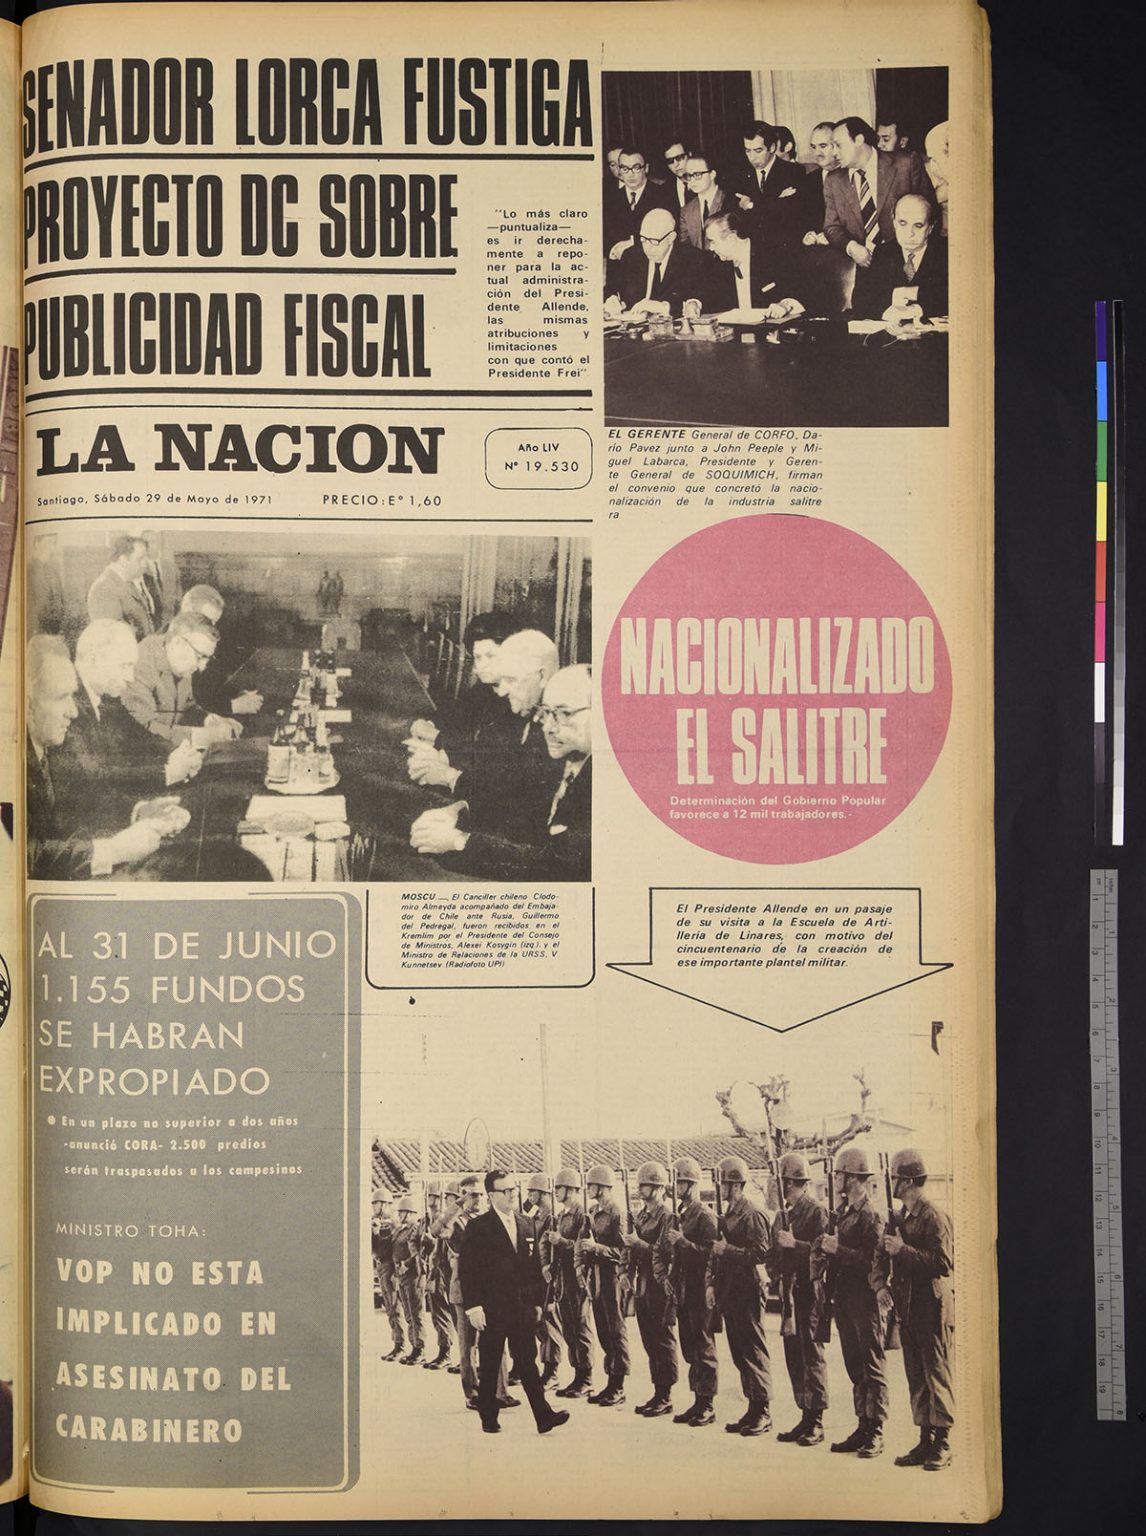 SENADOR LORCA FUSTIGA
PROYECTO DC SOBRE
PUBLICIDAD FISCAL
"Lo más claro
—puntualiza—
es ir derecha-
mente a repo-
ner para la ac-
tual administra-
ción del Presi-
dente Allende,
las mismas
atribuciones y
limitaciones
con que contó el
Presidente Frei"
EL GERENTE General de CORFO, Da-
río Pavez junto a John Peeple y Mi-
guel Labarca, Presidente y Geren-
te General de SOQUIMICH, firman
el convenio que concretó la nacio-
nalización de la industria salitre
ra
LA NACION
Año LIV
N° 19.530
Santiago, Sábado 29 de Mayo de 1971
PRECIO: E° 1,60
NACIONALIZADO
EL SALITRE
Determinación del Gobierno Popular
favorece a 12 mil trabajadores.-
MOSCU.—, El Canciller chileno Clodo-
miro Almeyda acompañado del Embaja-
dor de Chile ante Rusia, Guillermo
del Pedregal, fueron recibidos en el
Kremlim por el Presidente del Consejo
de Ministros, Alexei Kosygin (izq.) y el
Ministro de Relaciones de la URSS, V.
Kunnetsev (Radiofoto UPI)
El Presidente Allende en un pasaje
de su visita a la Escuela de Arti-
llería de Linares, con motivo del
cincuentenario de la creación de
ese importante plantel militar.
AL 31 DE JUNIO
1.155 FUNDOS
SE HABRAN
EXPROPIADO
● En un plazo no superior a dos años
-anunció CORA- 2.500 predios
serán traspasados a los campesinos
MINISTRO TOHA:
VOP NO ESTA
IMPLICADO EN
ASESINATO DEL
CARABINERO